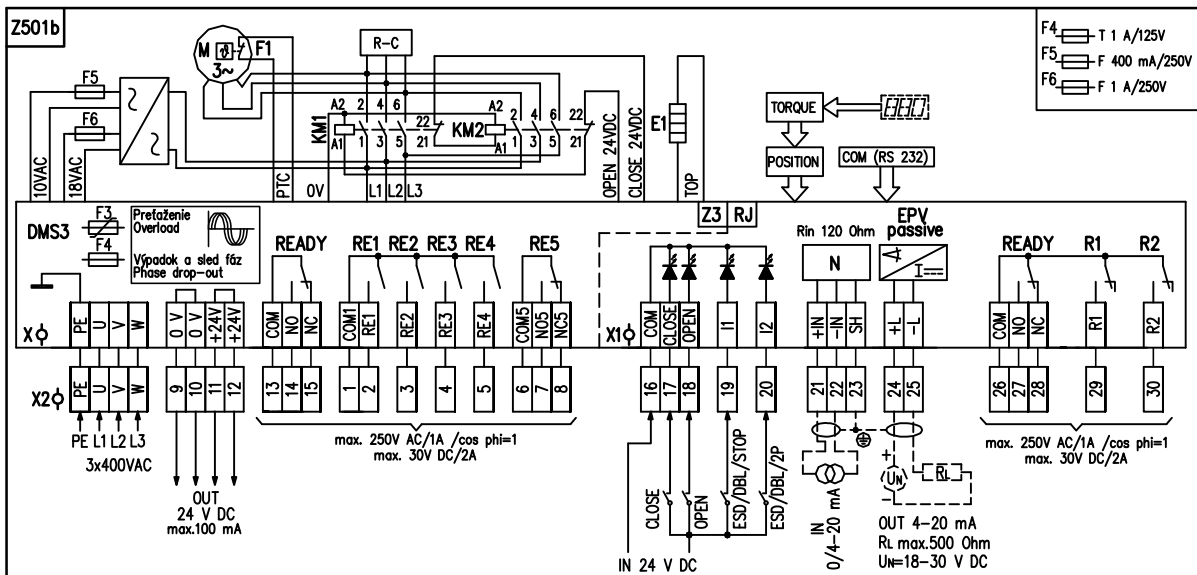 Z501b
F4 T 1 A/125V
F5 F 400 mA/250V
F6 F 1 A/250V
M ϑ F1
3~
R-C
F5
F6
10VAC
18VAC
A2 2 4 6
KM1
A1 1 3 5
22
21
A2
KM2
A1
2 4 6 22
1 3 5 21
OPEN 24VDC
CLOSE 24VDC
E1
TOP
TORQUE
POSITION
COM (RS 232)
PTC
0V
L1 L2 L3
DMS3
F3
F4
Preťaženie
Overload
Výpadok a sled fáz
Phase drop-out
READY
RE1 RE2 RE3 RE4
RE5
Z3 RJ
Rin 120 Ohm
N
EPV
passive
I
READY
R1
R2
X
PE U V W
0 V 0 V +24V +24V
COM NO NC
COM1 RE1 RE2 RE3 RE4
COM5 NO5 NC5
X1
COM CLOSE OPEN I1 I2
+IN -IN SH
+L -L
COM NO NC R1 R2
X2
PE U V W
9 10 11 12
13 14 15
1 2 3 4 5
6 7 8
16 17 18 19 20
21 22 23
24 25
26 27 28 29 30
PE L1 L2 L3
3x400VAC
OUT
24 V DC
max.100 mA
max. 250V AC/1A /cos phi=1
max. 30V DC/2A
CLOSE
OPEN
ESD/DBL/STOP
ESD/DBL/2P
IN 24 V DC
IN
0/4-20 mA
+
UN
-
RL
OUT 4-20 mA
RL max.500 Ohm
UN=18-30 V DC
max. 250V AC/1A /cos phi=1
max. 30V DC/2A